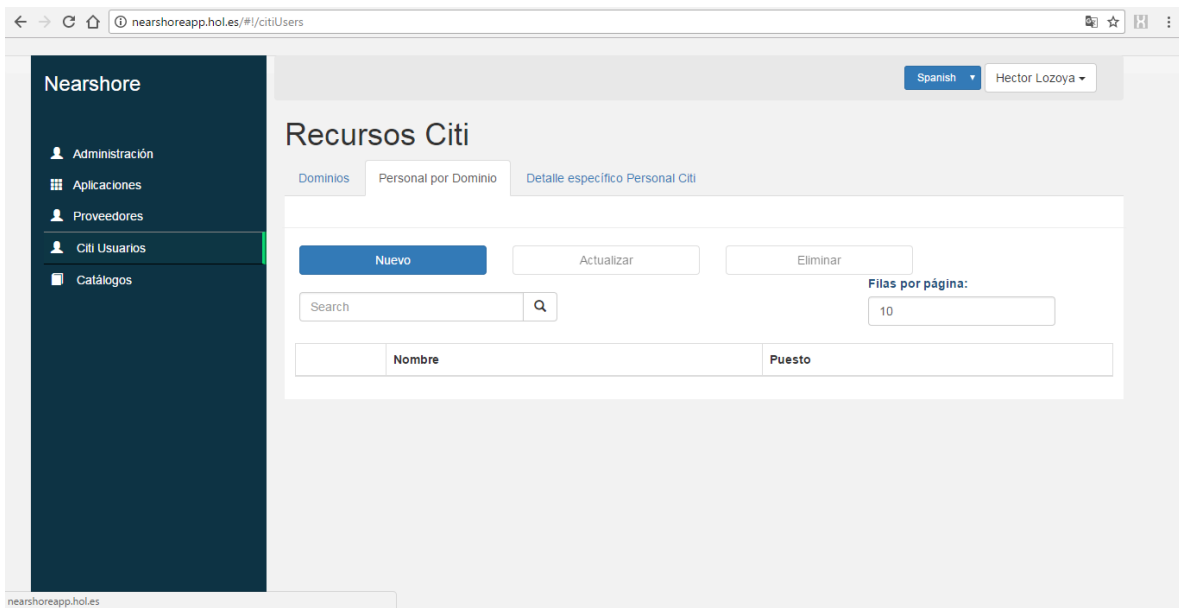 nearshoreapp.hol.es/#!/citiUsers
Nearshore
Spanish
Hector Lozoya
Administración
Aplicaciones
Proveedores
Citi Usuarios
Catálogos
Recursos Citi
Dominios Personal por Dominio Detalle específico Personal Citi
Nuevo Actualizar Eliminar
Filas por página:
Search
10
Nombre Puesto
nearshoreapp.hol.es